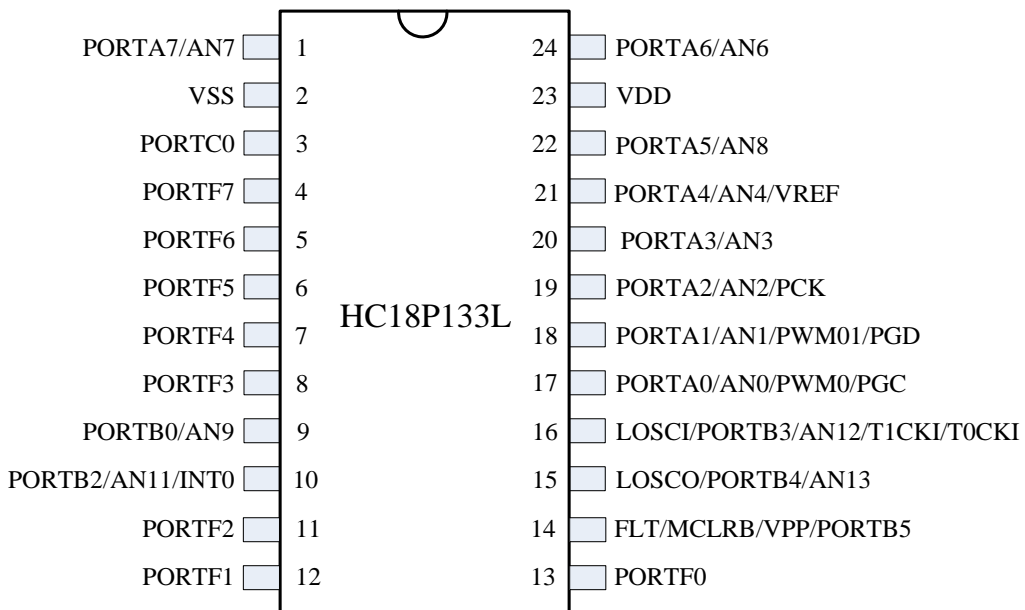 PORTA7/AN7 1 24 PORTA6/AN6
VSS 2 23 VDD
PORTC0 3 22 PORTA5/AN8
PORTF7 4 21 PORTA4/AN4/VREF
PORTF6 5 20 PORTA3/AN3
PORTF5 6 19 PORTA2/AN2/PCK
HC18P133L
PORTF4 7 18 PORTA1/AN1/PWM01/PGD
PORTF3 8 17 PORTA0/AN0/PWM0/PGC
PORTB0/AN9 9 16 LOSCI/PORTB3/AN12/T1CKI/T0CKI
PORTB2/AN11/INT0 10 15 LOSCO/PORTB4/AN13
PORTF2 11 14 FLT/MCLRB/VPP/PORTB5
PORTF1 12 13 PORTF0